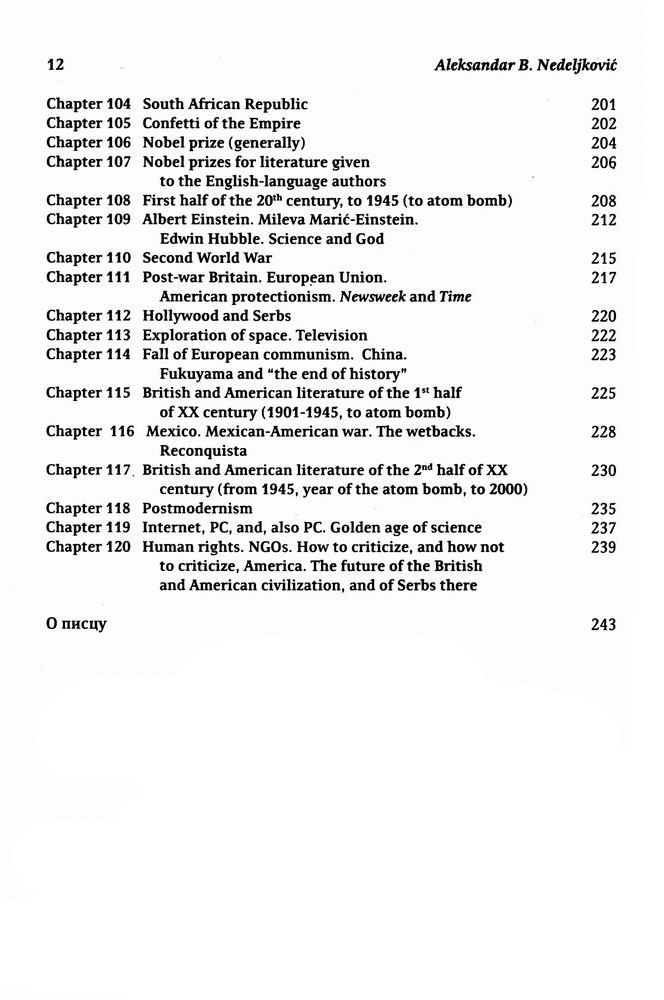 12 Aleksandar B. Nedeljković
Chapter 104 South African Republic 201
Chapter 105 Confetti of the Empire 202
Chapter 106 Nobel prize (generally) 204
Chapter 107 Nobel prizes for literature given 206
to the English-language authors
Chapter 108 First half of the 20th century, to 1945 (to atom bomb) 208
Chapter 109 Albert Einstein. Mileva Marić-Einstein. 212
Edwin Hubble. Science and God
Chapter 110 Second World War 215
Chapter 111 Post-war Britain. European Union. 217
American protectionism. Newsweek and Time
Chapter 112 Hollywood and Serbs 220
Chapter 113 Exploration of space. Television 222
Chapter 114 Fall of European communism. China. 223
Fukuyama and "the end of history"
Chapter 115 British and American literature of the 1st half 225
of XX century (1901-1945, to atom bomb)
Chapter 116 Mexico. Mexican-American war. The wetbacks. 228
Reconquista
Chapter 117. British and American literature of the 2nd half of XX 230
century (from 1945, year of the atom bomb, to 2000)
Chapter 118 Postmodernism 235
Chapter 119 Internet, PC, and, also PC. Golden age of science 237
Chapter 120 Human rights. NGOs. How to criticize, and how not 239
to criticize, America. The future of the British
and American civilization, and of Serbs there
О писцу 243